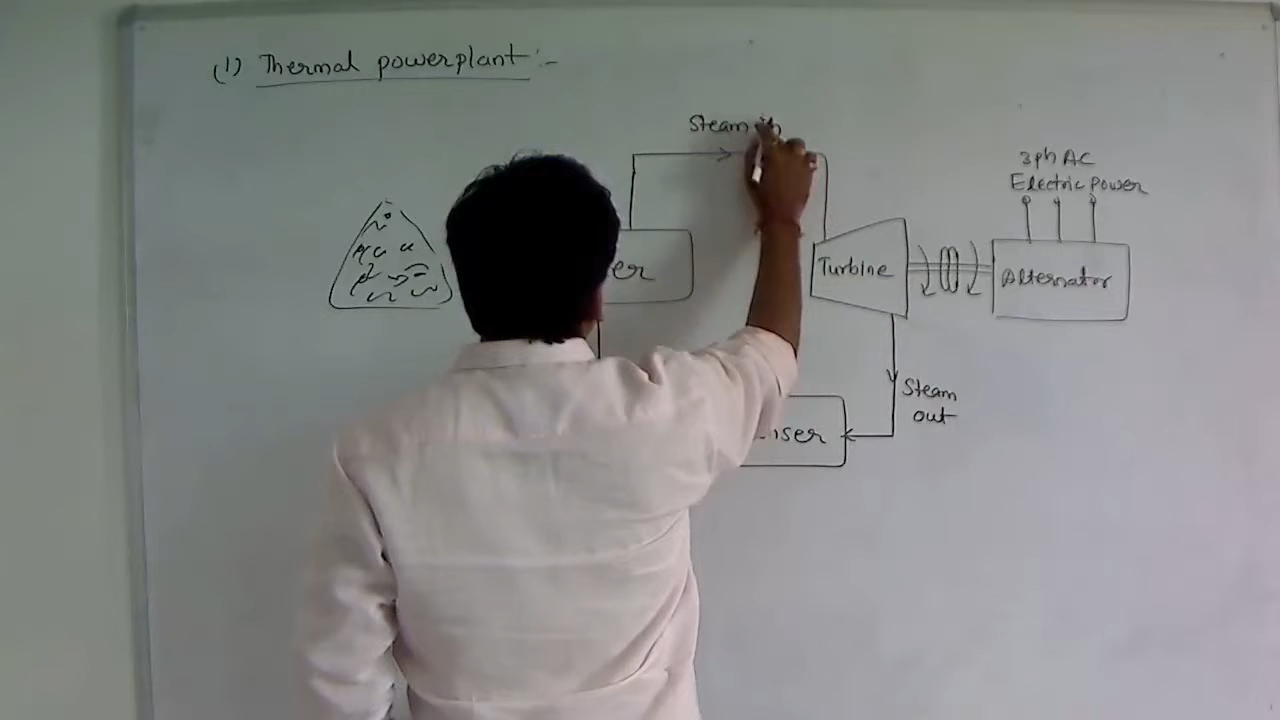 (1) Thermal powerplant :-
Steam in
3ph AC
Electric power
Turbine
Alternator
Steam
out